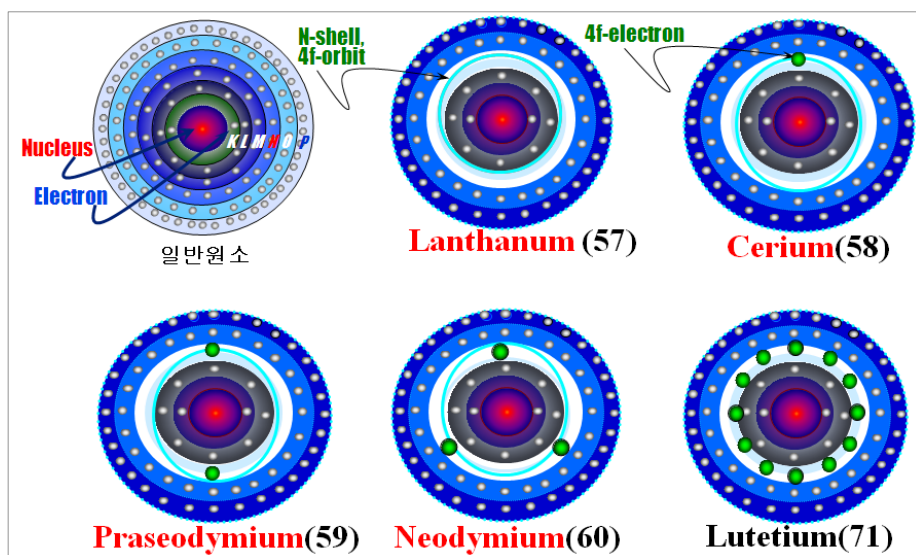 N-shell,
4f-orbit
4f-electron
Nucleus
K L M N O P
Electron
일반원소
Lanthanum (57)
Cerium(58)
Praseodymium(59)
Neodymium(60)
Lutetium(71)